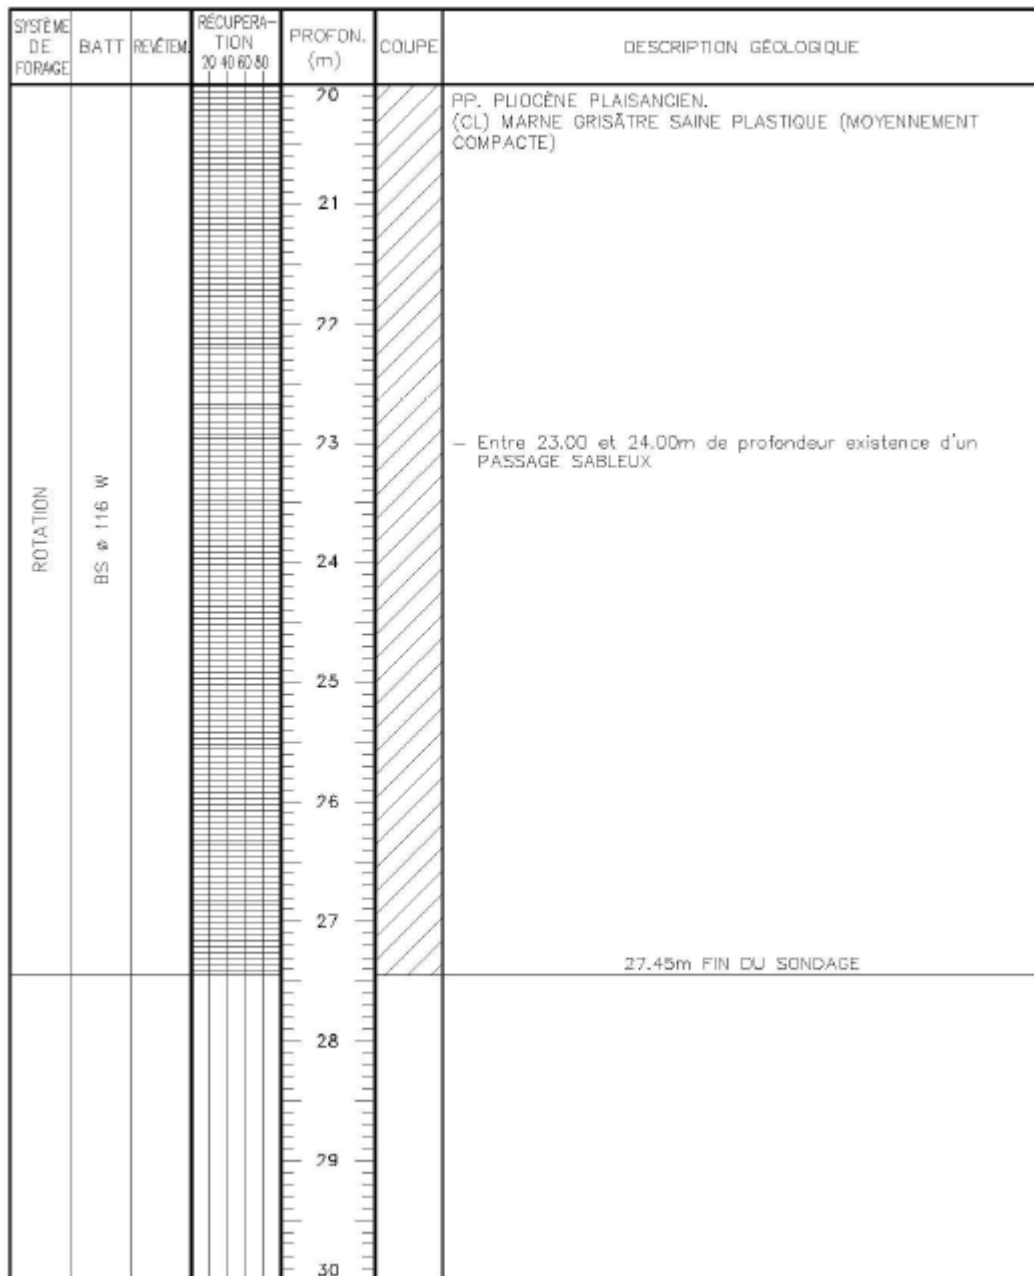 SYSTÈME
DE
FORAGE
BATT
REVÊTEM.
RÉCUPERA-
TION
20 40 60 80
PROFON.
(m)
COUPE
DESCRIPTION GÉOLOGIQUE
20
PP. PLIOCÈNE PLAISANCIEN.
(CL) MARNE GRISÂTRE SAINE PLASTIQUE (MOYENNEMENT
COMPACTE)
21
22
23
– Entre 23.00 et 24.00m de profondeur existence d'un
PASSAGE SABLEUX
ROTATION
BS ø 116 W
24
25
26
27
27.45m FIN DU SONDAGE
28
29
30